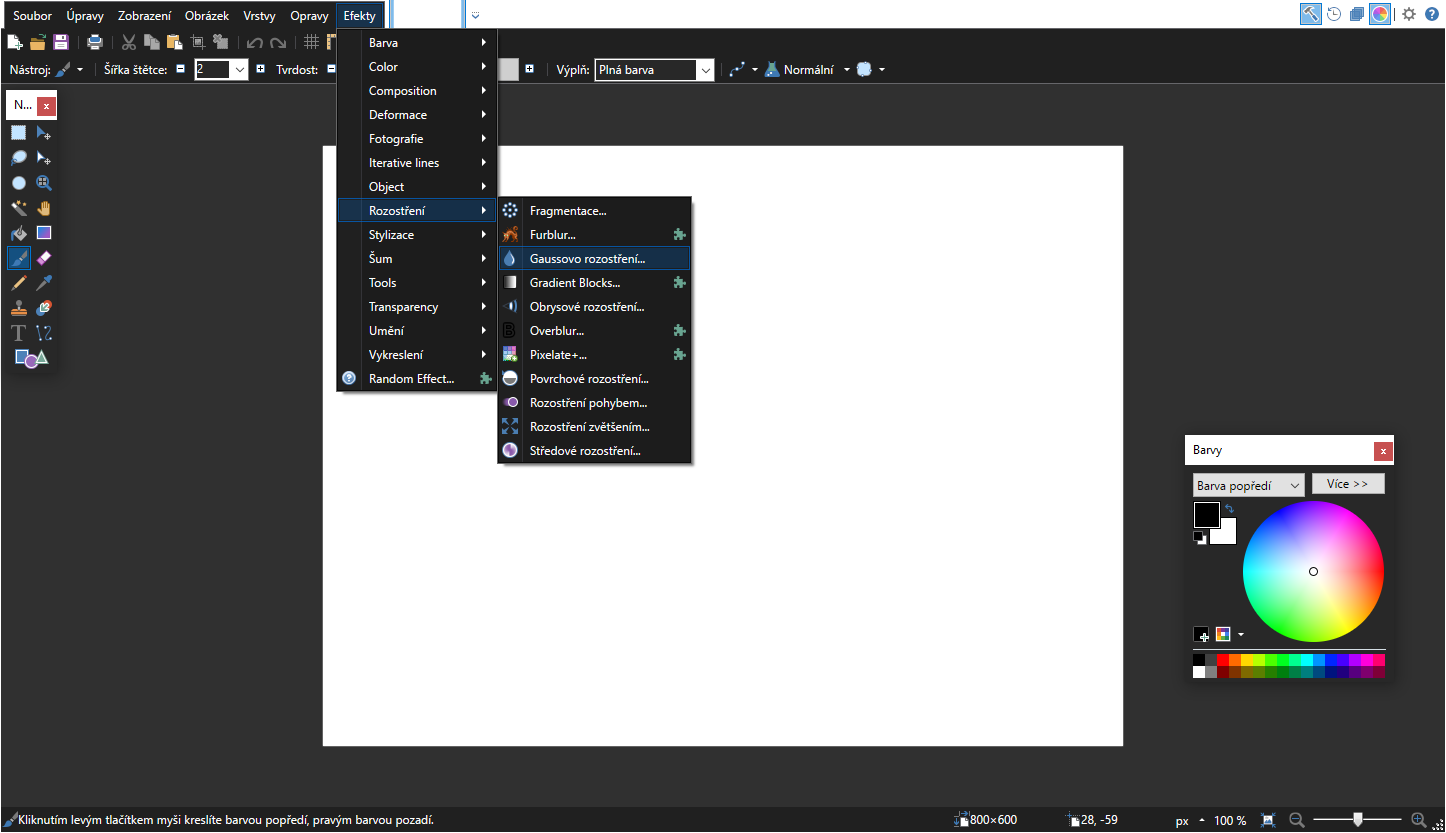 Soubor Úpravy Zobrazení Obrázek Vrstvy Opravy Efekty
Nástroj: Šířka štětce: 2 Tvrdost: Výplň: Plná barva Normální
N...
Barva
Color
Composition
Deformace
Fotografie
Iterative lines
Object
Rozostření
Stylizace
Šum
Tools
Transparency
Umění
Vykreslení
Random Effect...
Fragmentace...
Furblur...
Gaussovo rozostření...
Gradient Blocks...
Obrysové rozostření...
Overblur...
Pixelate+...
Povrchové rozostření...
Rozostření pohybem...
Rozostření zvětšením...
Středové rozostření...
Barvy
Barva popředí Více >>
Kliknutím levým tlačítkem myši kreslíte barvou popředí, pravým barvou pozadí. 800×600 28, -59 px 100 %